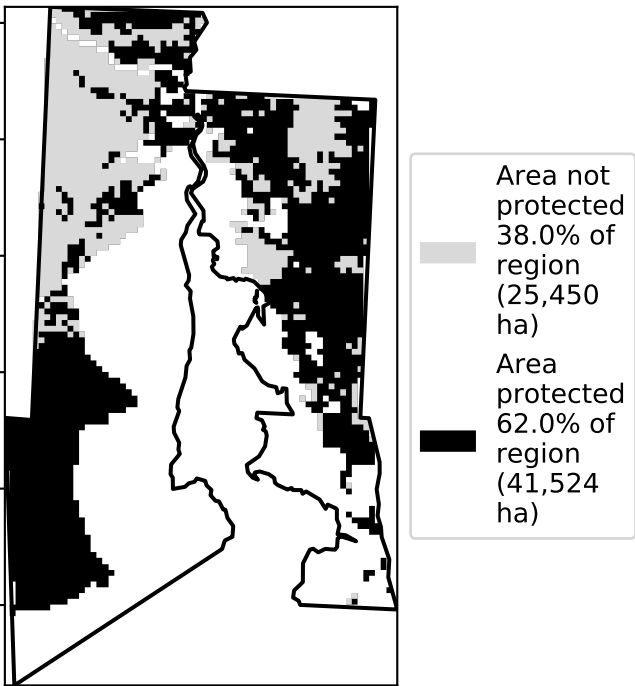 Area not
protected
38.0% of
region
(25,450
ha)
Area
protected
62.0% of
region
(41,524
ha)